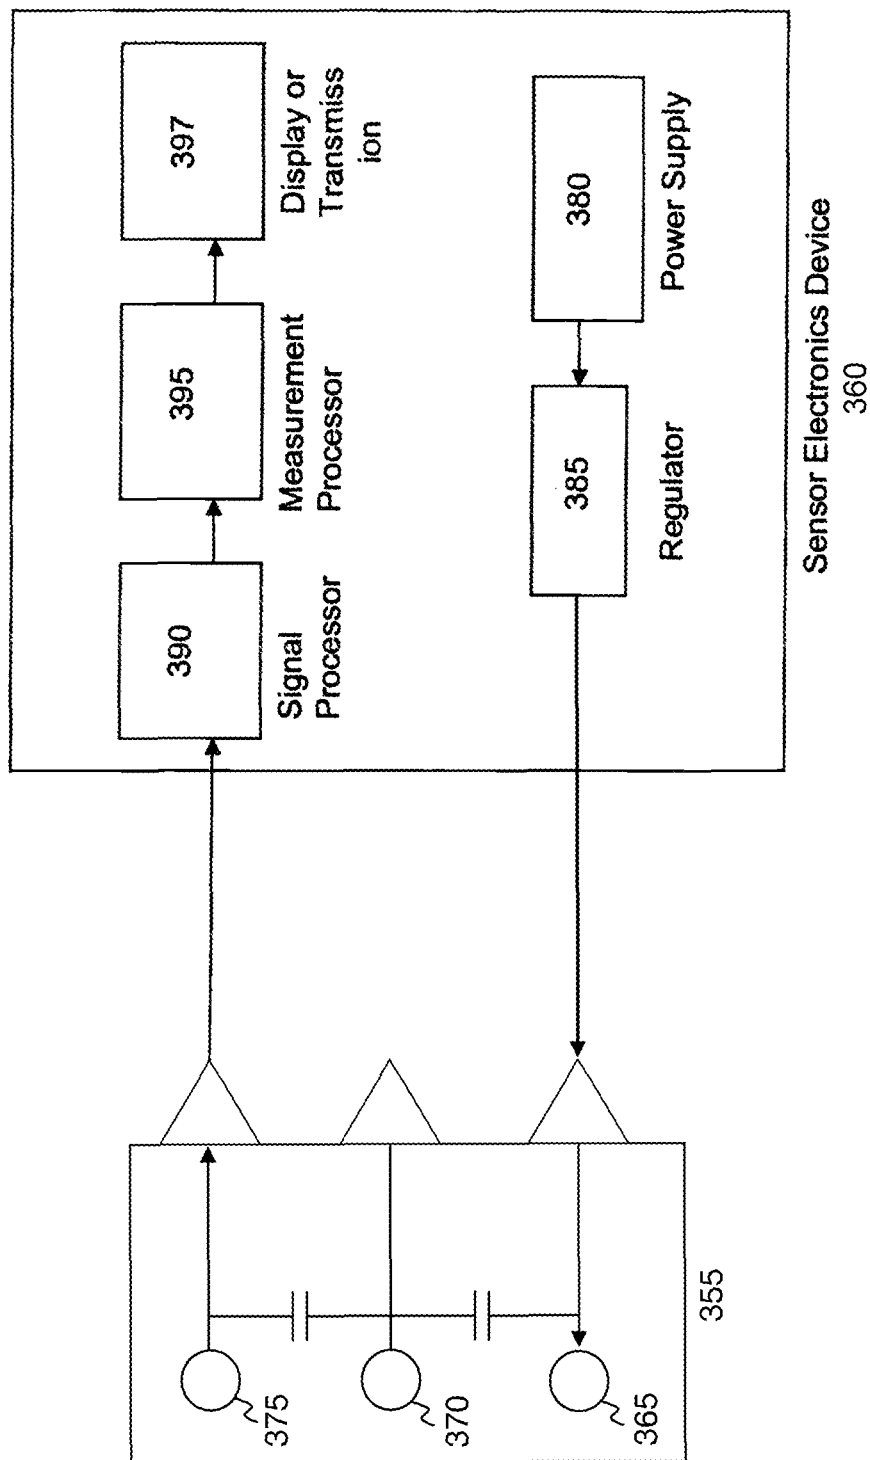 397
Display or
Transmiss
ion
395
Measurement
Processor
390
Signal
Processor
380
Power Supply
385
Regulator
Sensor Electronics Device
360
375
370
365
355